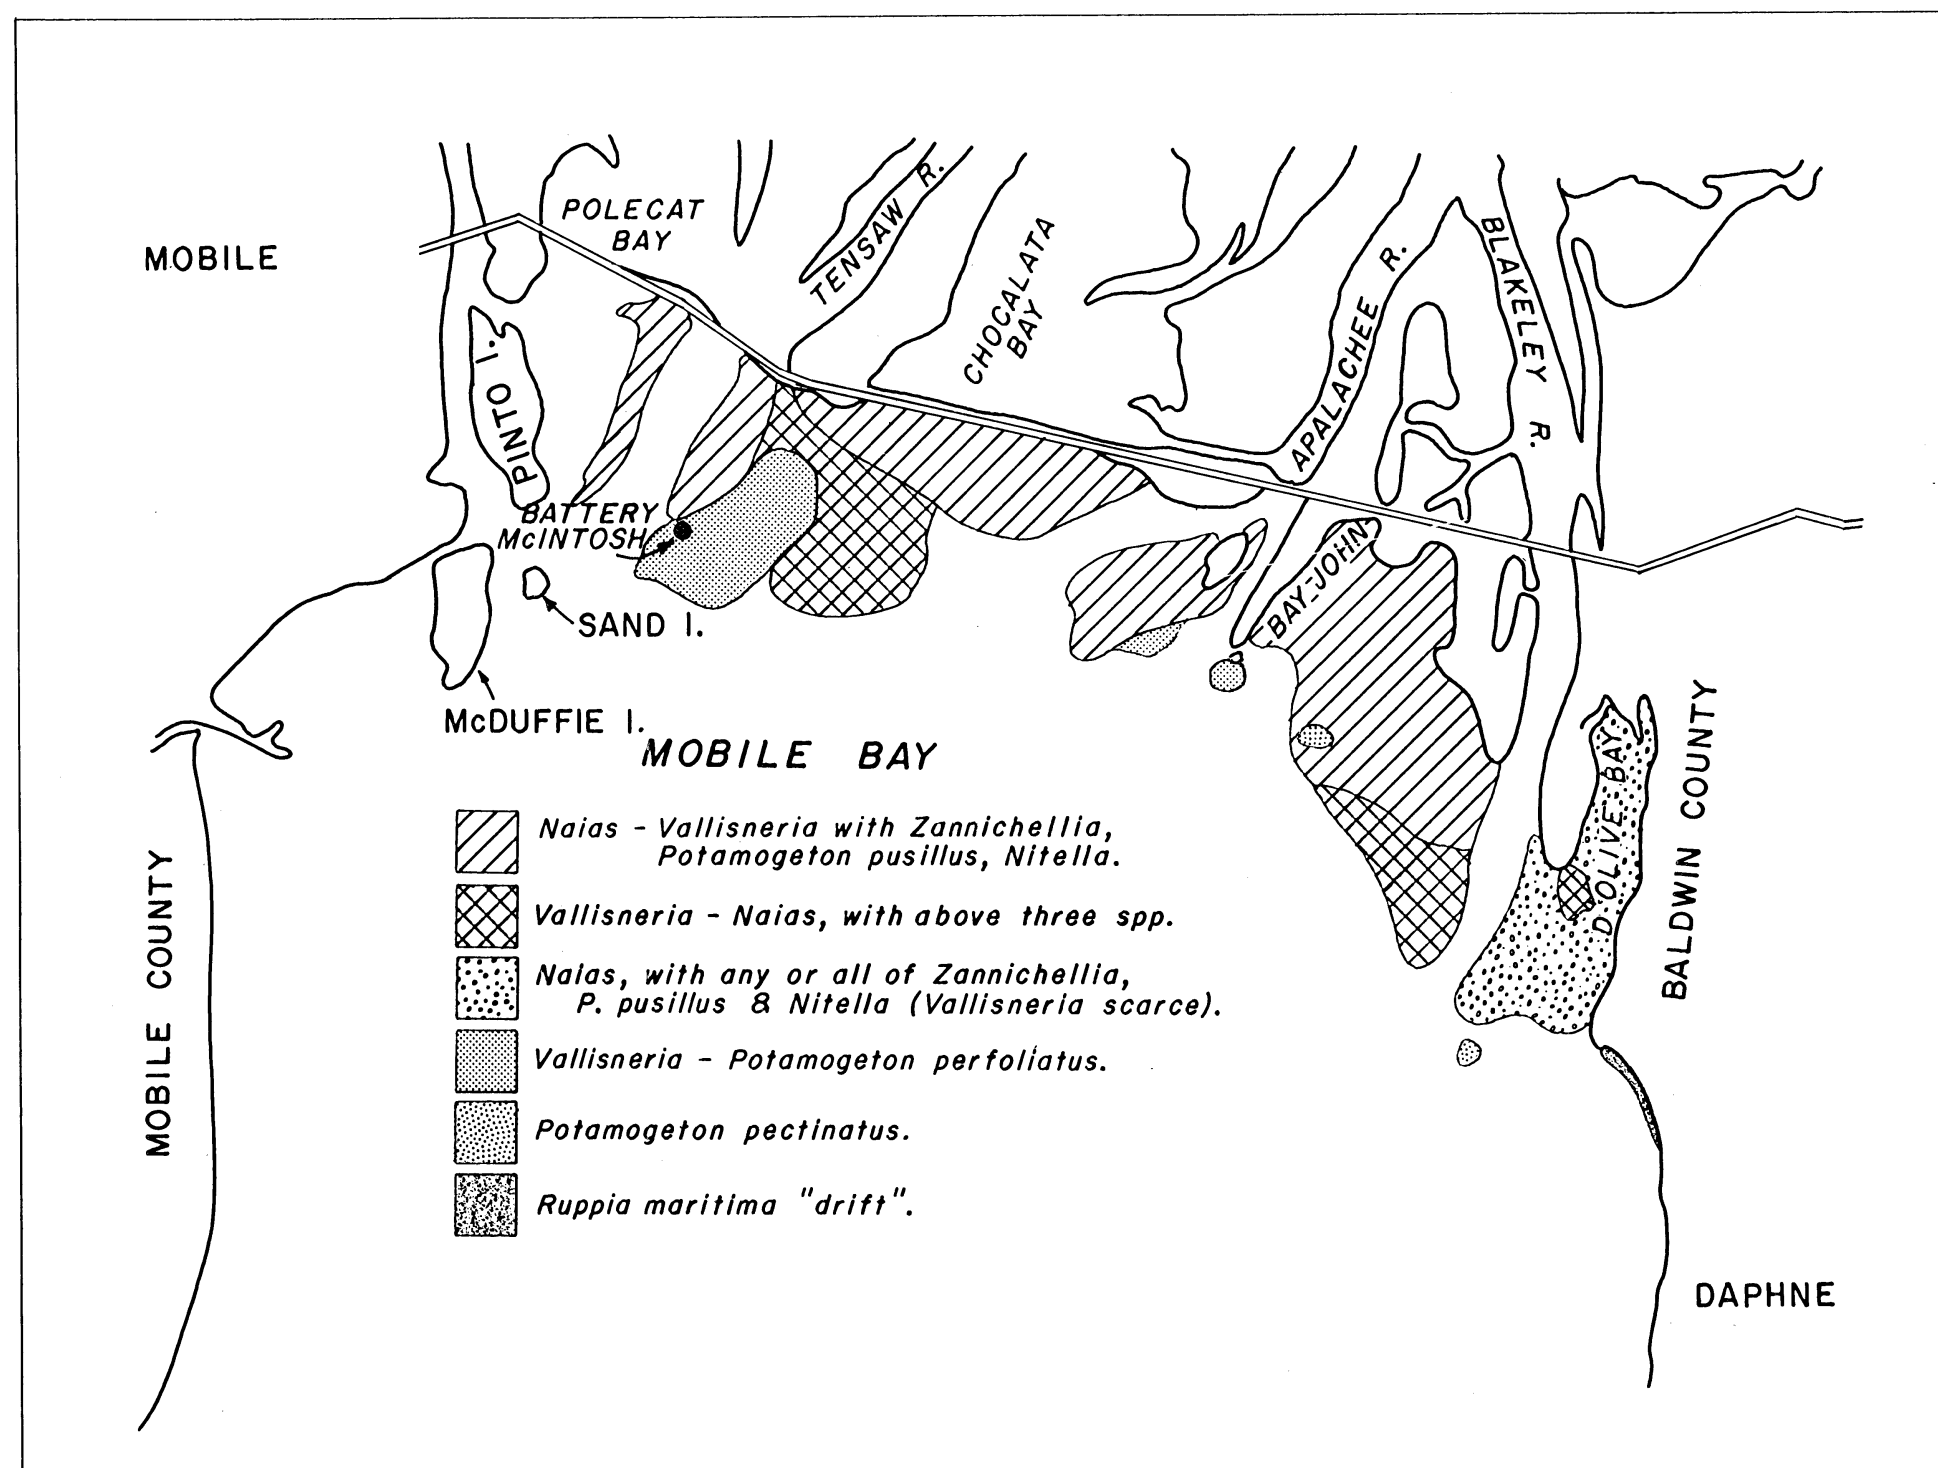 POLECAT
BAY
TENSAW R.
CHOCALATA
BAY
APALACHEE R.
BLAKELEY R.
MOBILE
PINTO I.
BATTERY
McINTOSH
BAY JOHN
SAND I.
McDUFFIE I.
MOBILE BAY
D'OLIVE BAY
BALDWIN COUNTY
MOBILE COUNTY
Naias - Vallisneria with Zannichellia,
Potamogeton pusillus, Nitella.
Vallisneria - Naias, with above three spp.
Naias, with any or all of Zannichellia,
P. pusillus & Nitella (Vallisneria scarce).
Vallisneria - Potamogeton perfoliatus.
Potamogeton pectinatus.
Ruppia maritima "drift".
DAPHNE